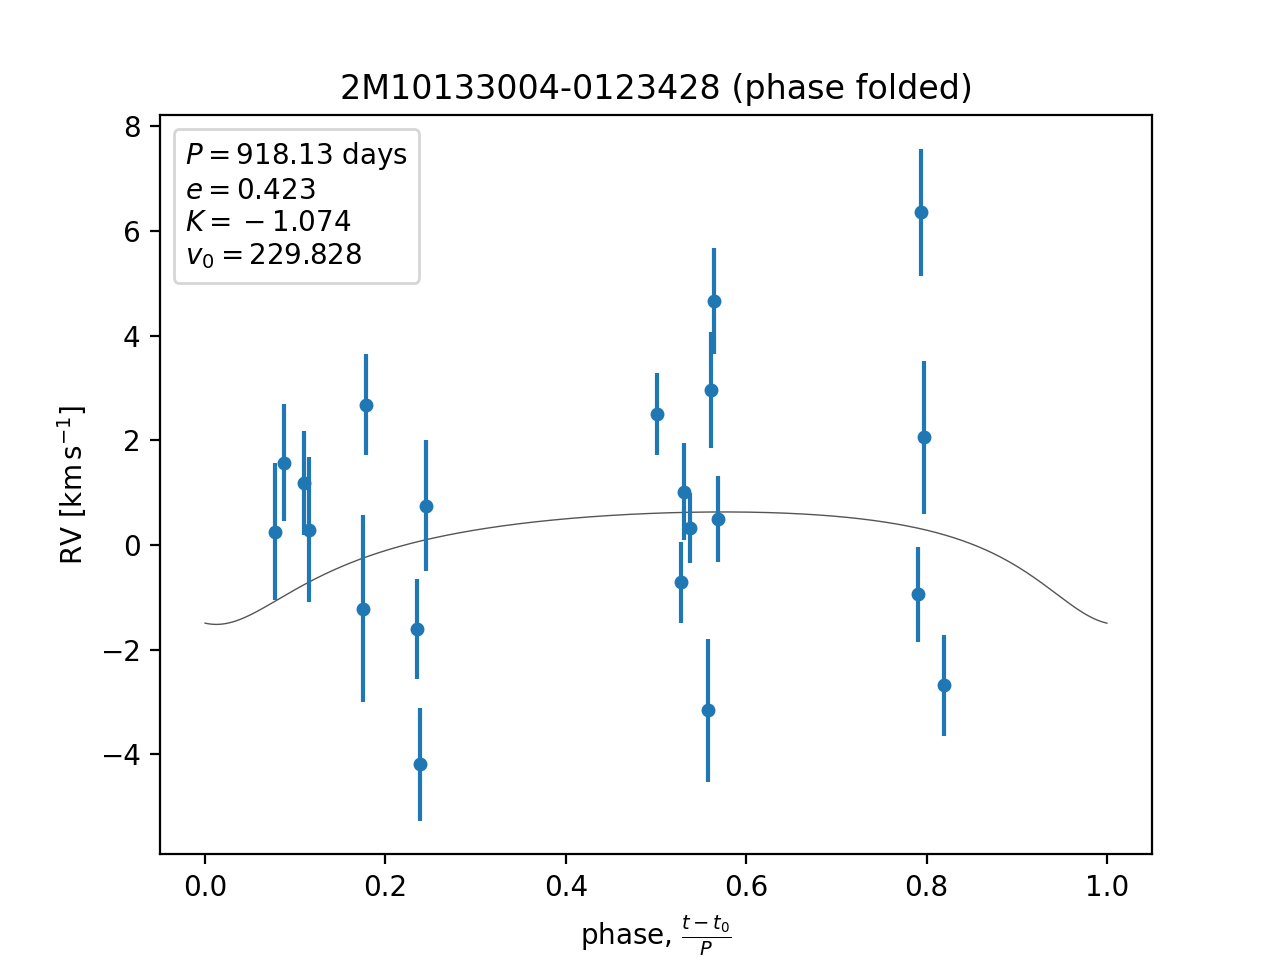 2M10133004-0123428 (phase folded)
P = 918.13 days
e = 0.423
K = −1.074
v₀ = 229.828
8
6
4
2
0
−2
−4
RV [km s⁻¹]
0.0 0.2 0.4 0.6 0.8 1.0
phase, (t − t₀)/P